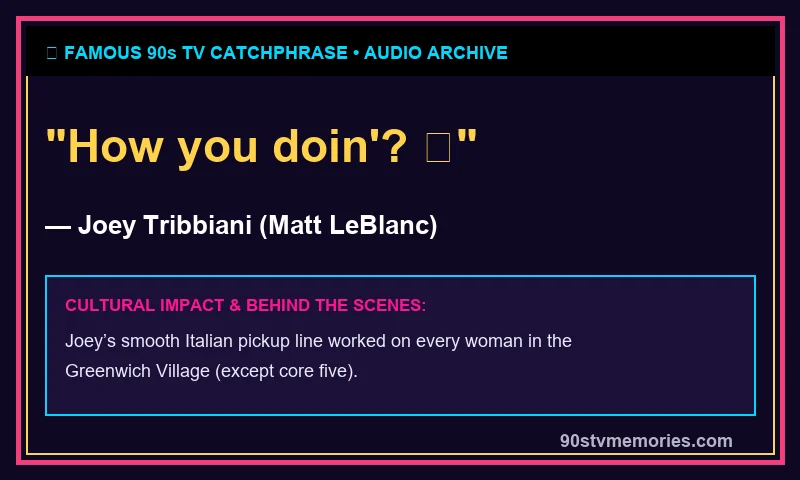 FAMOUS 90s TV CATCHPHRASE • AUDIO ARCHIVE
"How you doin'? "
— Joey Tribbiani (Matt LeBlanc)
CULTURAL IMPACT & BEHIND THE SCENES:
Joey’s smooth Italian pickup line worked on every woman in the
Greenwich Village (except core five).
90stvmemories.com